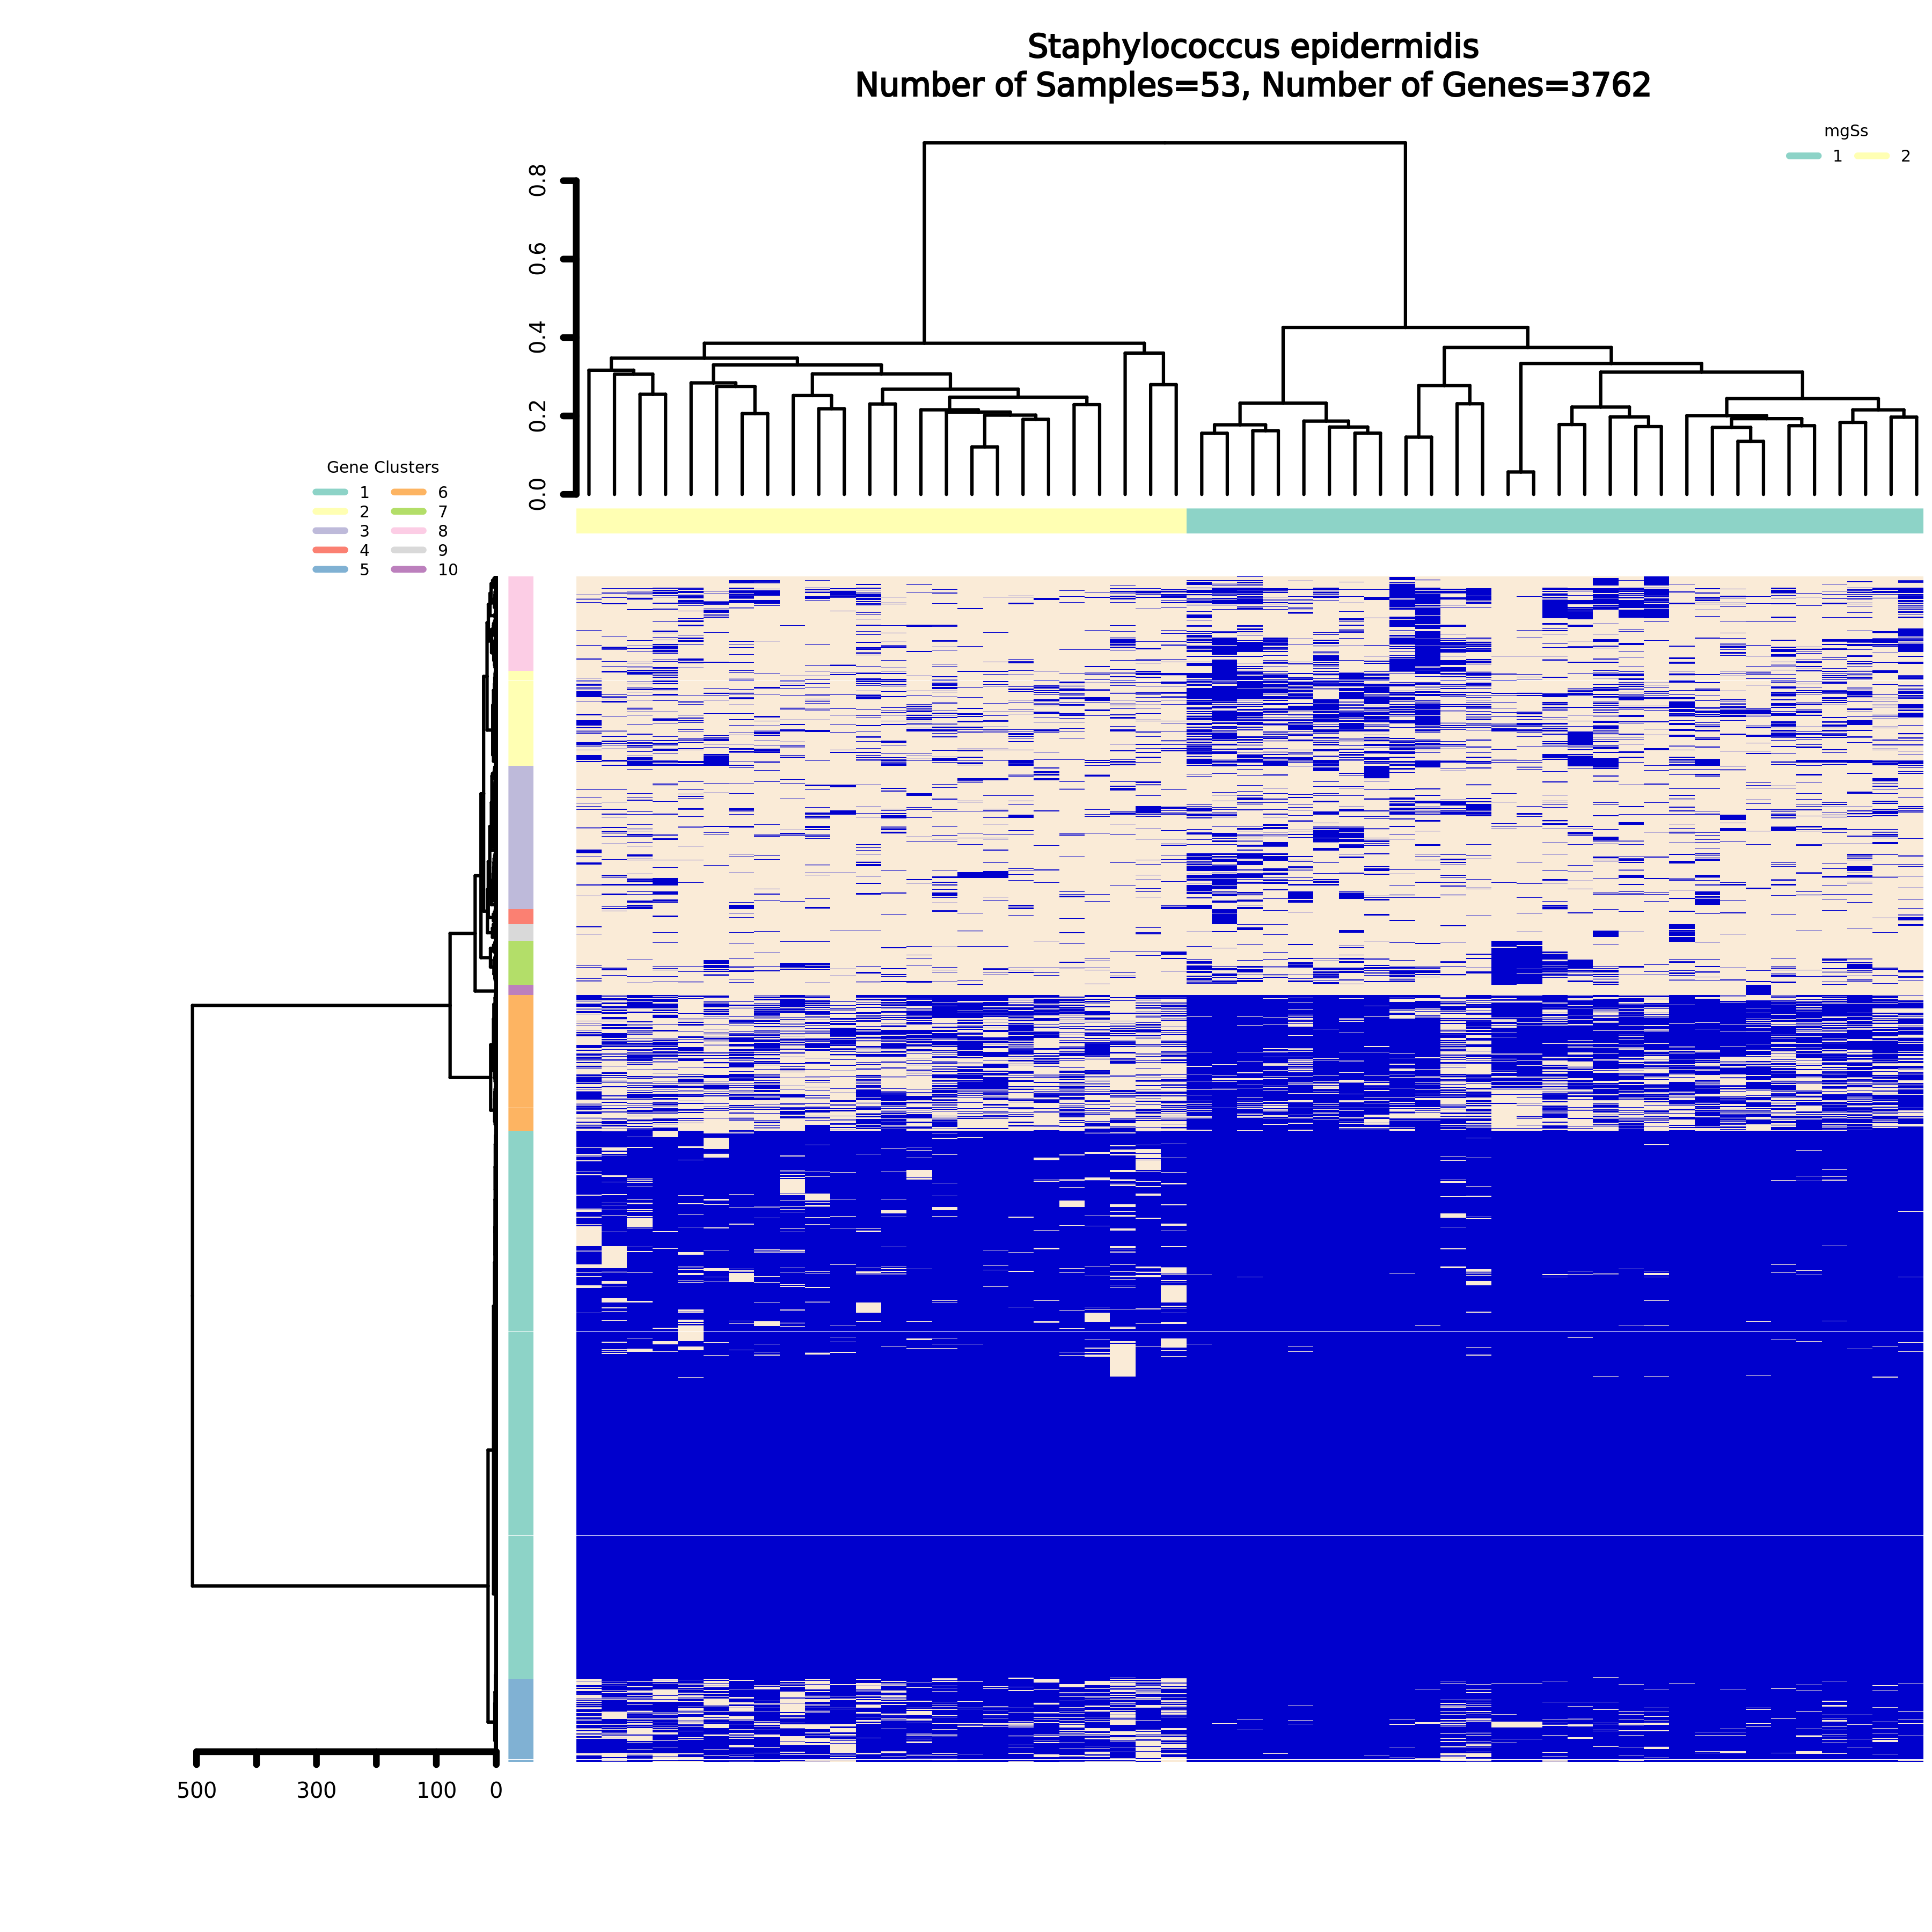 Staphylococcus epidermidis
Number of Samples=53, Number of Genes=3762
mgSs
1 2
0.8
0.6
0.4
0.2
0.0
Gene Clusters
1 6
2 7
3 8
4 9
5 10
500 300 100 0